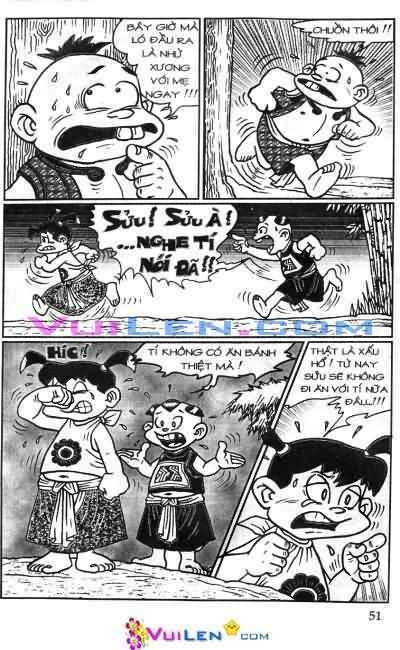 BÂY GIỜ MÀ
LÓ ĐẦU RA
LÀ NHỪ
XƯƠNG
VỚI MẸ
NGAY !!!
CHUỒN THÔI !!
SỬU! SỬU À!
...NGHE TÍ
NÓI ĐÃ!!
VUILEN.COM
HIC!
TÍ KHÔNG CÓ ĂN BÁNH
THIỆT MÀ !
THẬT LÀ XẤU
HỔ ! TỪ NAY
SỬU SẼ KHÔNG
ĐI ĂN VỚI TÍ NỮA
ĐÂU...!!!
51
VUILEN.COM